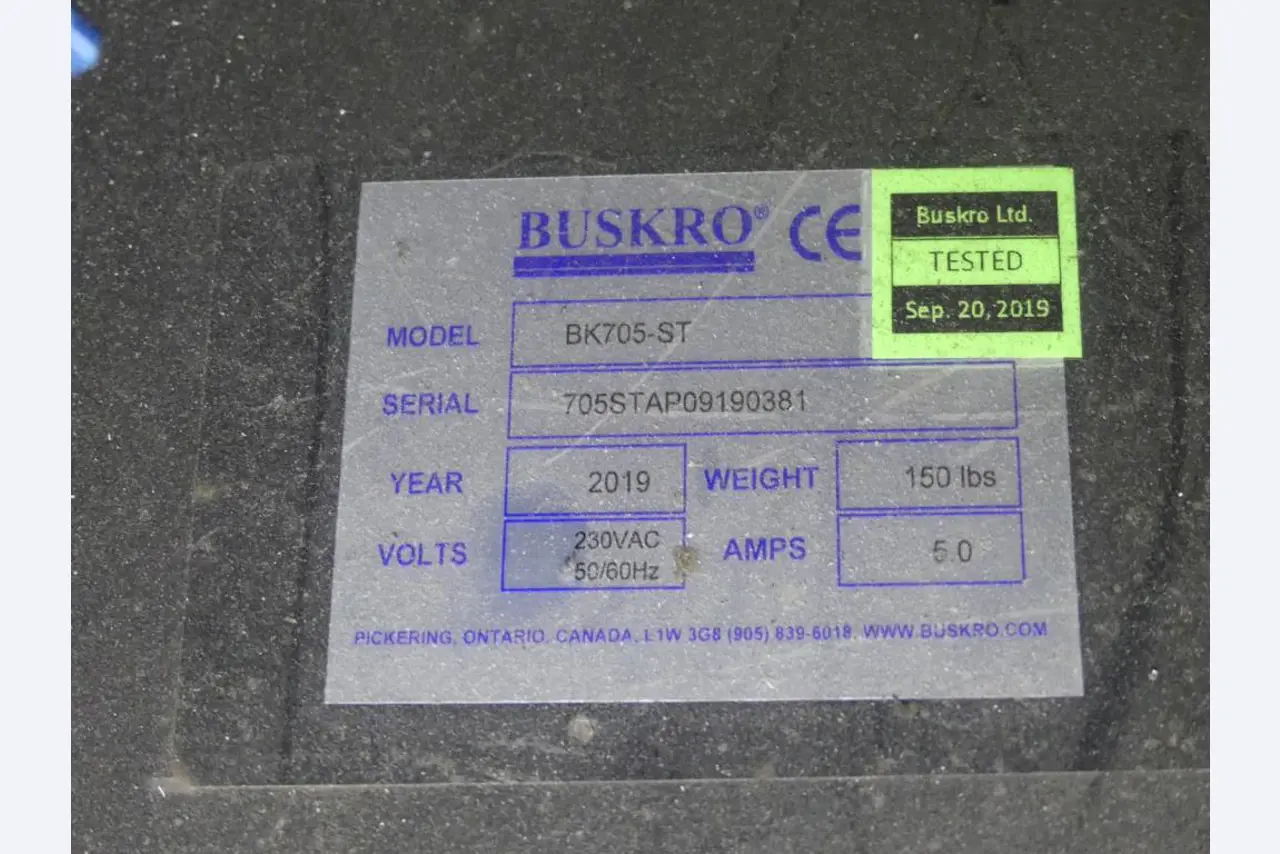 BUSKRO® CE
Buskro Ltd.
TESTED
Sep. 20, 2019
MODEL BK705-ST
SERIAL 705STAP09190381
YEAR 2019 WEIGHT 150 lbs
VOLTS 230VAC 50/60Hz AMPS 5.0
PICKERING, ONTARIO, CANADA, L1W 3G8 (905) 839-6018, WWW.BUSKRO.COM